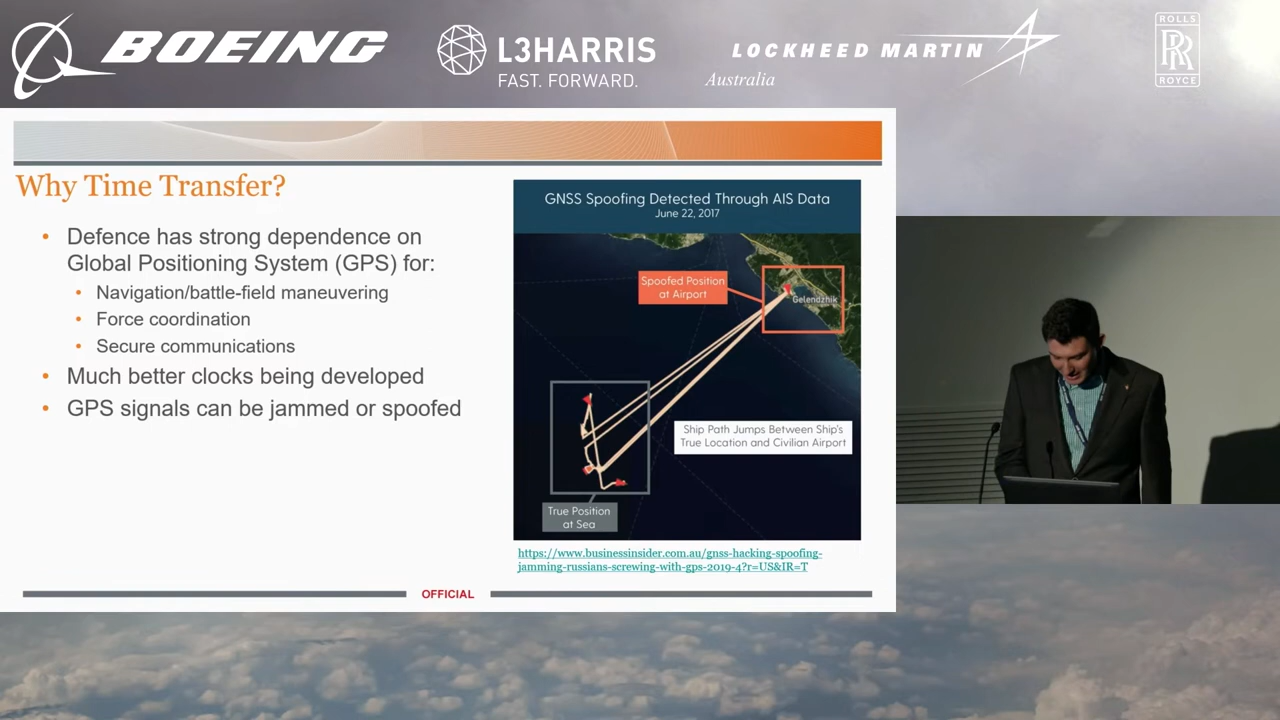 BOEING
L3HARRIS
FAST. FORWARD.
LOCKHEED MARTIN
Australia
ROLLS
RR
ROYCE
Why Time Transfer?
• Defence has strong dependence on
Global Positioning System (GPS) for:
• Navigation/battle-field maneuvering
• Force coordination
• Secure communications
• Much better clocks being developed
• GPS signals can be jammed or spoofed
GNSS Spoofing Detected Through AIS Data
June 22, 2017
Spoofed Position
at Airport
Gelendzhik
Ship Path Jumps Between Ship's
True Location and Civilian Airport
True Position
at Sea
https://www.businessinsider.com.au/gnss-hacking-spoofing-
jamming-russians-screwing-with-gps-2019-4?r=US&IR=T
OFFICIAL